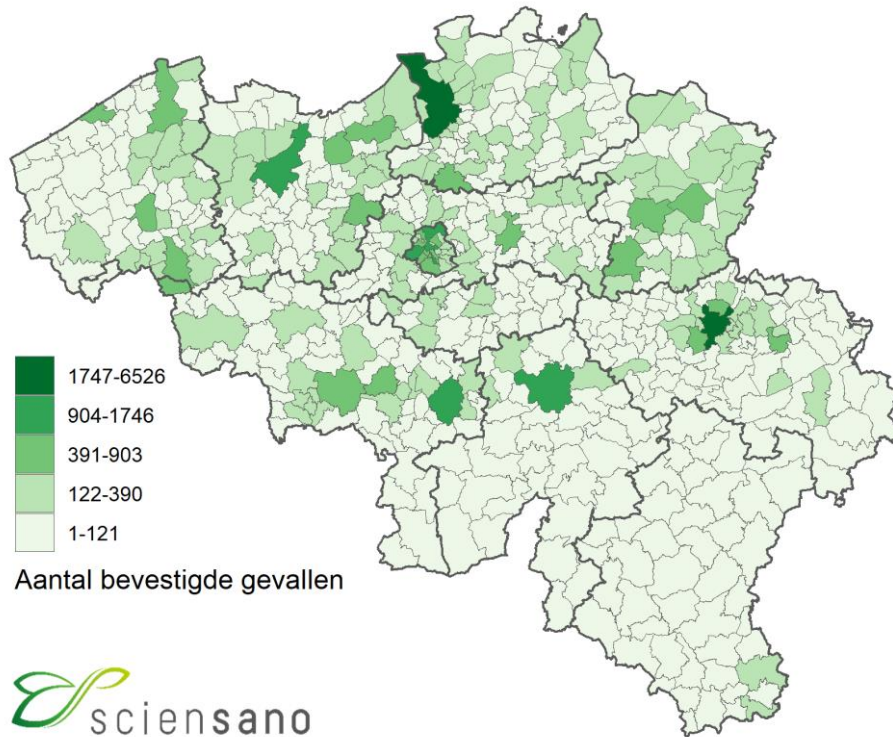 1747-6526
904-1746
391-903
122-390
1-121
Aantal bevestigde gevallen
sciensano